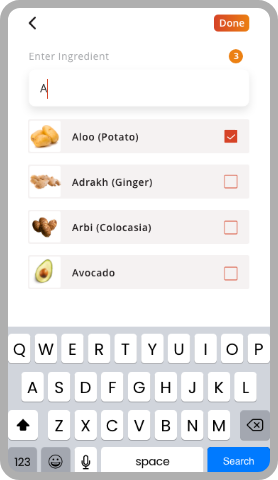 Done
Enter Ingredient 3
A
Aloo (Potato)
Adrakh (Ginger)
Arbi (Colocasia)
Avocado
Q W E R T Y U I O P
A S D F G H J K L
Z X C V B N M
123 space Search